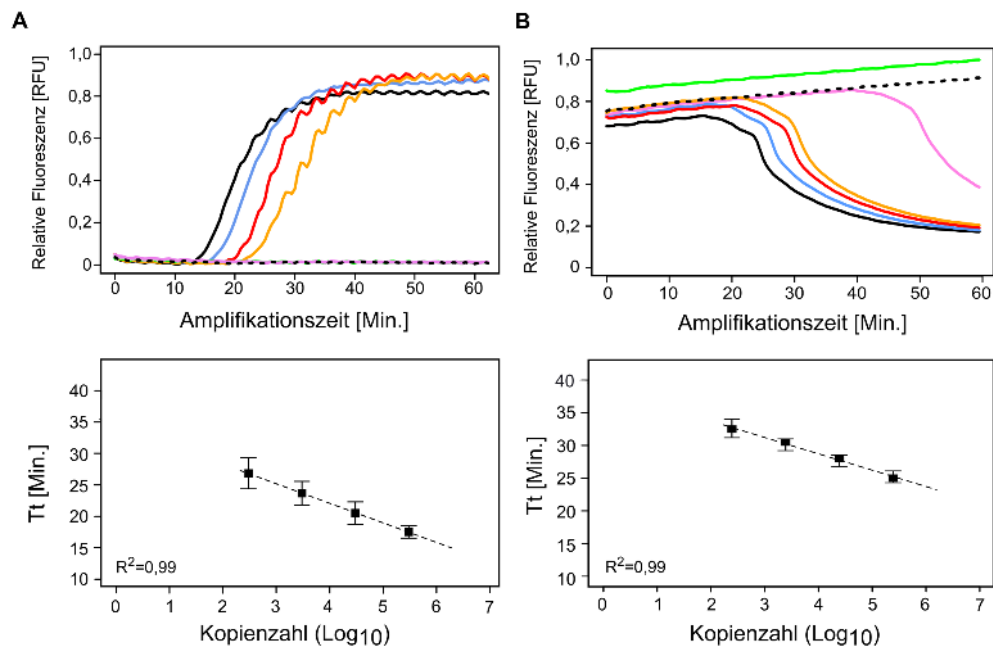 A
Relative Fluoreszenz [RFU]
1,0
0,8
0,6
0,4
0,2
0
0 10 20 30 40 50 60
Amplifikationszeit [Min.]
B
Relative Fluoreszenz [RFU]
1,0
0.8
0,6
0,4
0.2
0
0 10 20 30 40 50 60
Amplifikationszeit [Min.]
Tt [Min.]
40
35
30
25
20
15
10
R²=0,99
0 1 2 3 4 5 6 7
Kopienzahl (Log10)
Tt [Min.]
40
35
30
25
20
15
10
R²=0,99
0 1 2 3 4 5 6 7
Kopienzahl (Log10)